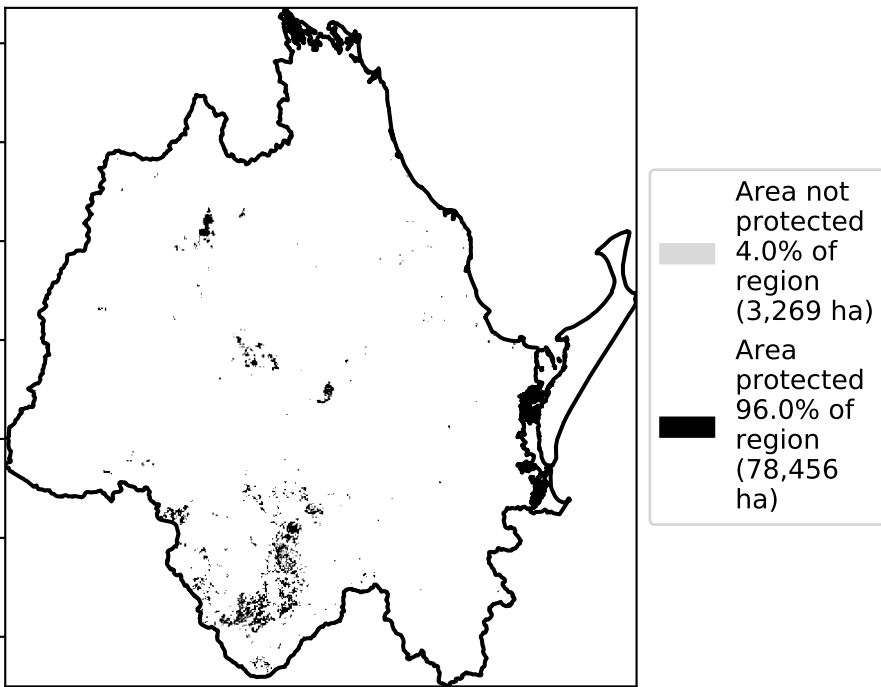 Area not
protected
4.0% of
region
(3,269 ha)
Area
protected
96.0% of
region
(78,456
ha)